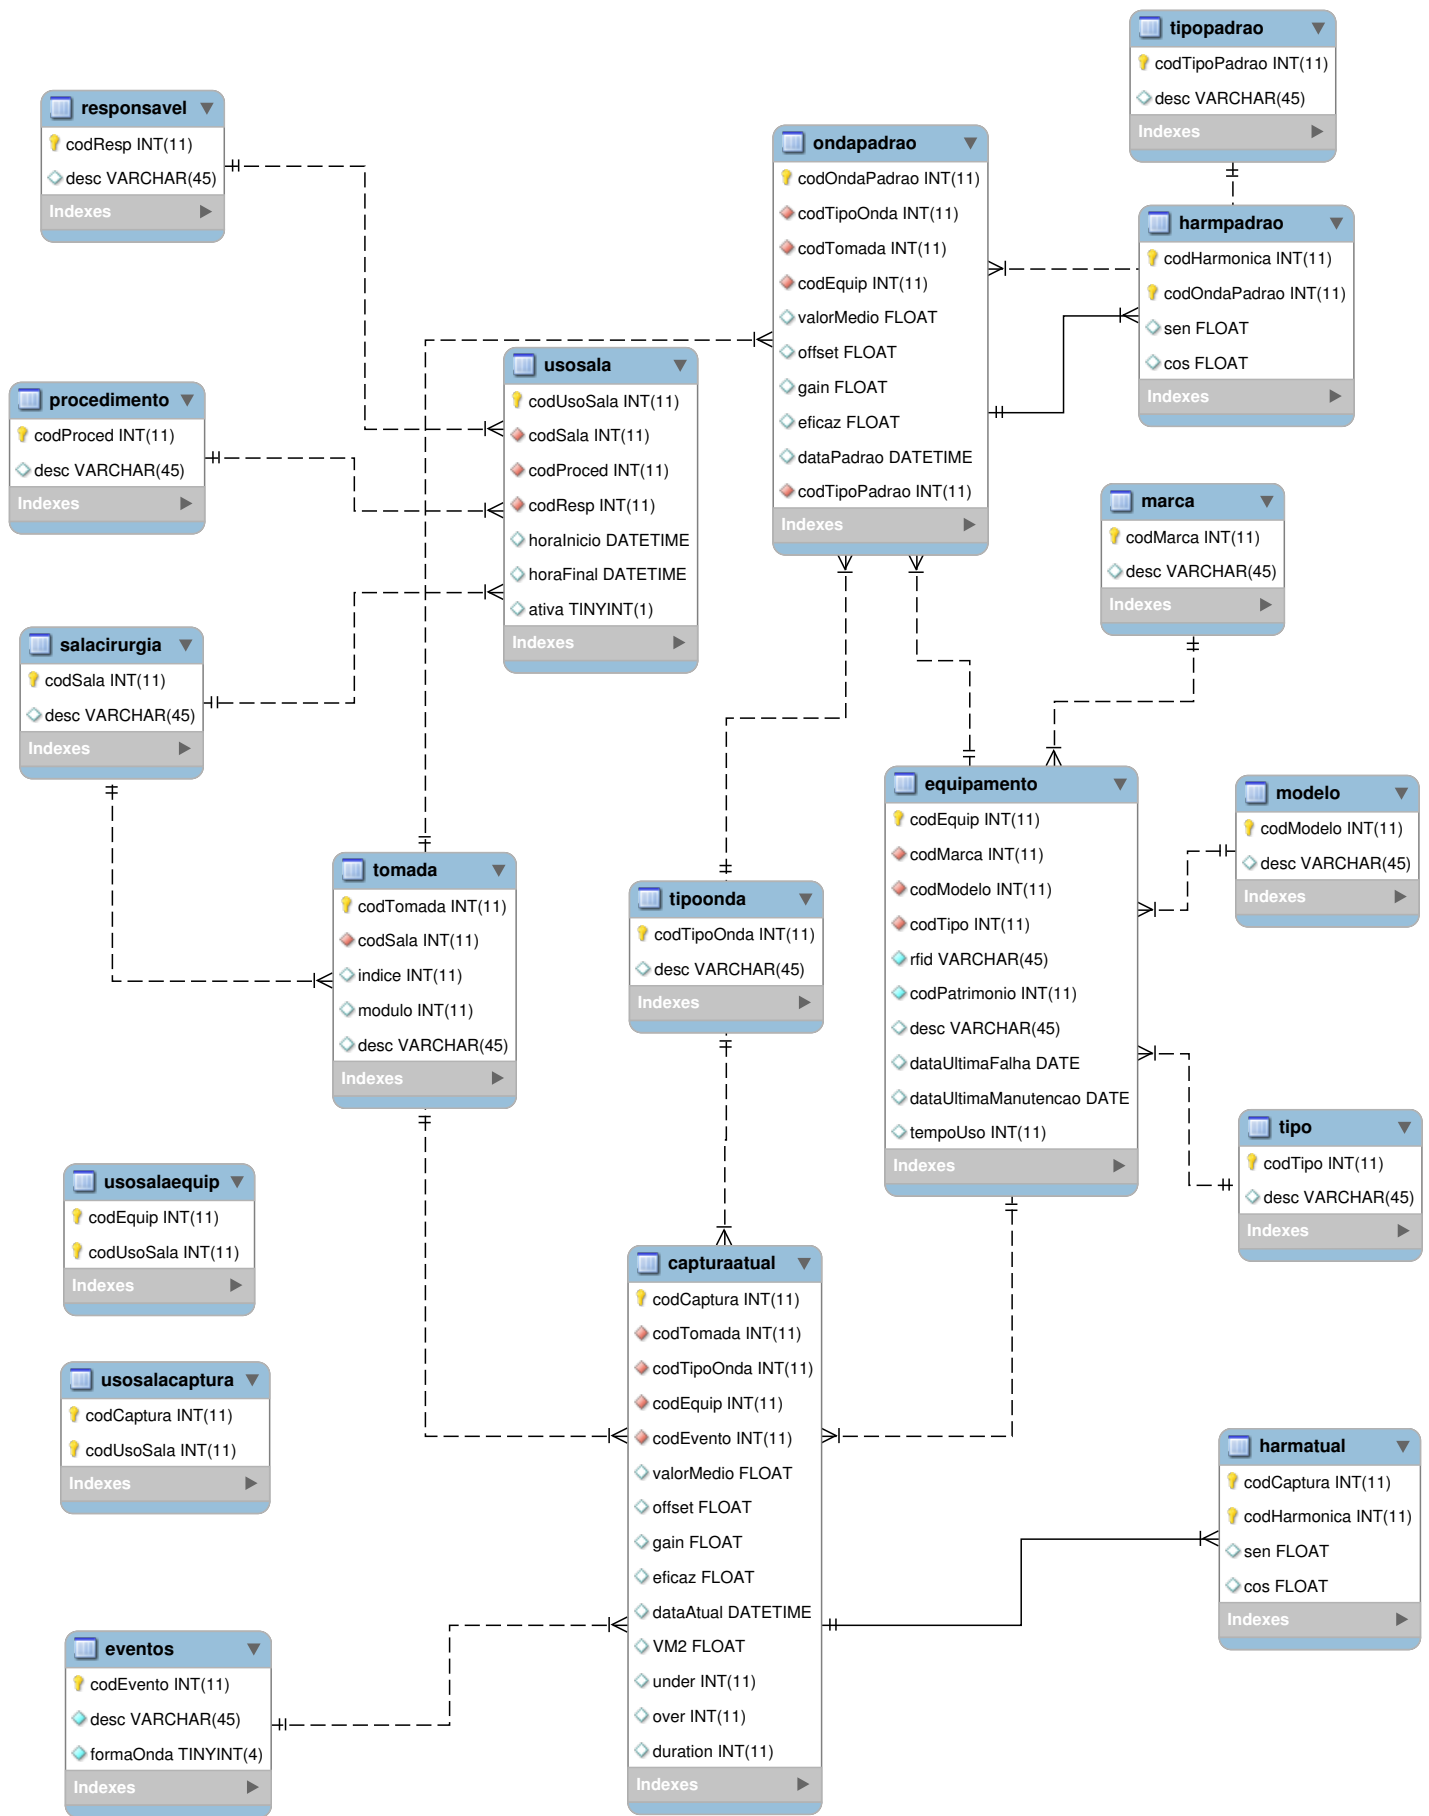 tipopadrao
codTipoPadrao INT(11)
desc VARCHAR(45)
Indexes
responsavel
codResp INT(11)
desc VARCHAR(45)
Indexes
ondapadrao
codOndaPadrao INT(11)
codTipoOnda INT(11)
codTomada INT(11)
codEquip INT(11)
valorMedio FLOAT
offset FLOAT
gain FLOAT
eficaz FLOAT
dataPadrao DATETIME
codTipoPadrao INT(11)
Indexes
harmpadrao
codHarmonica INT(11)
codOndaPadrao INT(11)
sen FLOAT
cos FLOAT
Indexes
usosala
codUsoSala INT(11)
codSala INT(11)
codProced INT(11)
codResp INT(11)
horaInicio DATETIME
horaFinal DATETIME
ativa TINYINT(1)
Indexes
procedimento
codProced INT(11)
desc VARCHAR(45)
Indexes
marca
codMarca INT(11)
desc VARCHAR(45)
Indexes
salacirurgia
codSala INT(11)
desc VARCHAR(45)
Indexes
equipamento
codEquip INT(11)
codMarca INT(11)
codModelo INT(11)
codTipo INT(11)
rfid VARCHAR(45)
codPatrimonio INT(11)
desc VARCHAR(45)
dataUltimaFalha DATE
dataUltimaManutencao DATE
tempoUso INT(11)
Indexes
modelo
codModelo INT(11)
desc VARCHAR(45)
Indexes
tomada
codTomada INT(11)
codSala INT(11)
indice INT(11)
modulo INT(11)
desc VARCHAR(45)
Indexes
tipoonda
codTipoOnda INT(11)
desc VARCHAR(45)
Indexes
tipo
codTipo INT(11)
desc VARCHAR(45)
Indexes
usosalaequip
codEquip INT(11)
codUsoSala INT(11)
Indexes
capturaatual
codCaptura INT(11)
codTomada INT(11)
codTipoOnda INT(11)
codEquip INT(11)
codEvento INT(11)
valorMedio FLOAT
offset FLOAT
gain FLOAT
eficaz FLOAT
dataAtual DATETIME
VM2 FLOAT
under INT(11)
over INT(11)
duration INT(11)
Indexes
usosalacaptura
codCaptura INT(11)
codUsoSala INT(11)
Indexes
harmatual
codCaptura INT(11)
codHarmonica INT(11)
sen FLOAT
cos FLOAT
Indexes
eventos
codEvento INT(11)
desc VARCHAR(45)
formaOnda TINYINT(4)
Indexes